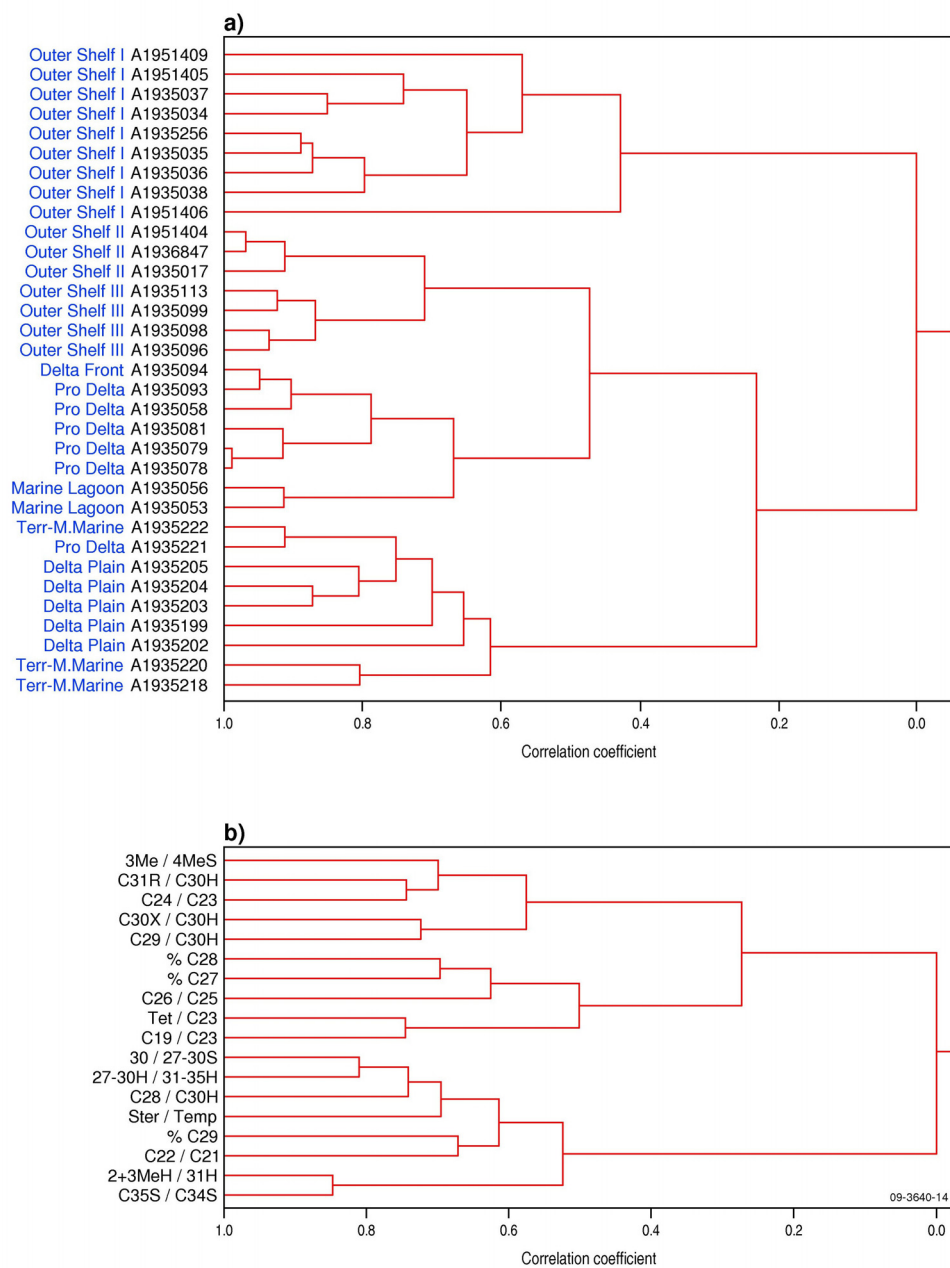 a)
Outer Shelf I A1951409
Outer Shelf I A1951405
Outer Shelf I A1935037
Outer Shelf I A1935034
Outer Shelf I A1935256
Outer Shelf I A1935035
Outer Shelf I A1935036
Outer Shelf I A1935038
Outer Shelf I A1951406
Outer Shelf II A1951404
Outer Shelf II A1936847
Outer Shelf II A1935017
Outer Shelf III A1935113
Outer Shelf III A1935099
Outer Shelf III A1935098
Outer Shelf III A1935096
Delta Front A1935094
Pro Delta A1935093
Pro Delta A1935058
Pro Delta A1935081
Pro Delta A1935079
Pro Delta A1935078
Marine Lagoon A1935056
Marine Lagoon A1935053
Terr-M.Marine A1935222
Pro Delta A1935221
Delta Plain A1935205
Delta Plain A1935204
Delta Plain A1935203
Delta Plain A1935199
Delta Plain A1935202
Terr-M.Marine A1935220
Terr-M.Marine A1935218
1.0 0.8 0.6 0.4 0.2 0.0
Correlation coefficient
b)
3Me / 4MeS
C31R / C30H
C24 / C23
C30X / C30H
C29 / C30H
% C28
% C27
C26 / C25
Tet / C23
C19 / C23
30 / 27-30S
27-30H / 31-35H
C28 / C30H
Ster / Temp
% C29
C22 / C21
2+3MeH / 31H
C35S / C34S
09-3640-14
1.0 0.8 0.6 0.4 0.2 0.0
Correlation coefficient